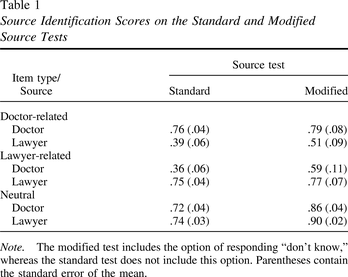 Table 1
Source Identification Scores on the Standard and Modified
Source Tests
Source test
Item type/
Source Standard Modified
Doctor-related
Doctor .76 (.04) .79 (.08)
Lawyer .39 (.06) .51 (.09)
Lawyer-related
Doctor .36 (.06) .59 (.11)
Lawyer .75 (.04) .77 (.07)
Neutral
Doctor .72 (.04) .86 (.04)
Lawyer .74 (.03) .90 (.02)
Note. The modified test includes the option of responding “don’t know,”
whereas the standard test does not include this option. Parentheses contain
the standard error of the mean.